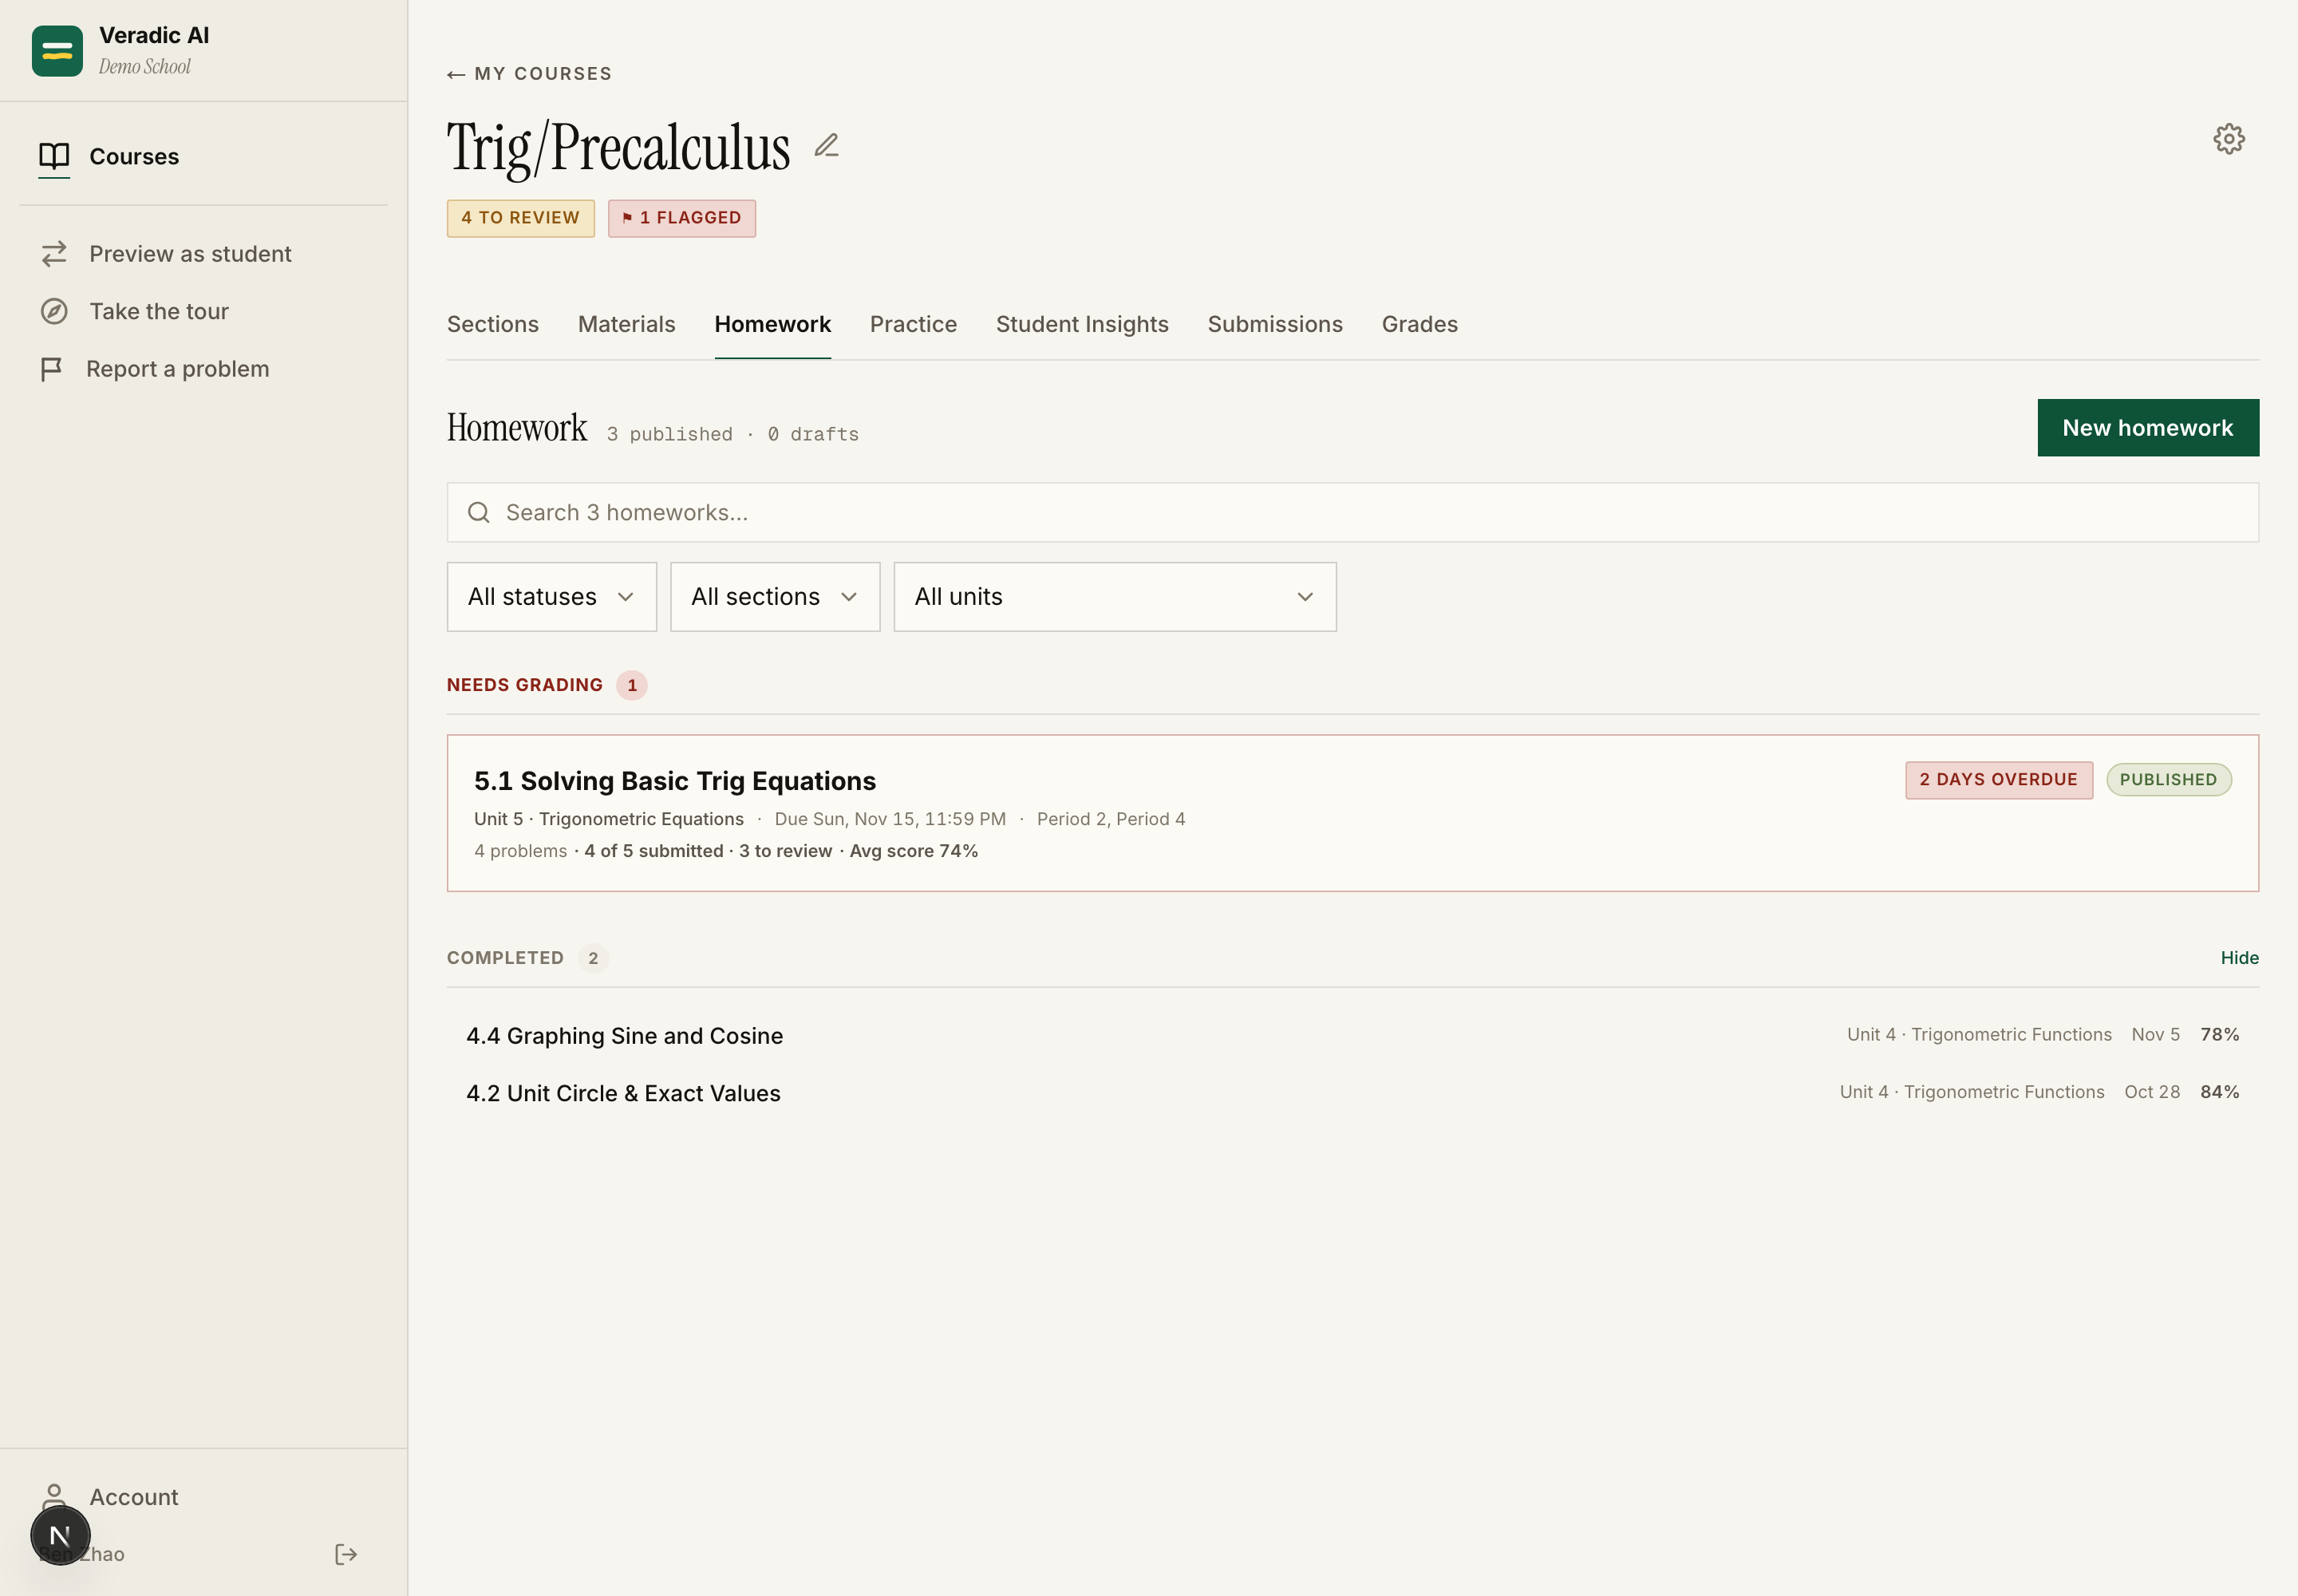 Veradic AI
Demo School
Courses
Preview as student
Take the tour
Report a problem
Account
Ben Zhao
N
← MY COURSES
Trig/Precalculus
4 TO REVIEW
1 FLAGGED
Sections Materials Homework Practice Student Insights Submissions Grades
Homework 3 published · 0 drafts
New homework
Search 3 homeworks...
All statuses All sections All units
NEEDS GRADING 1
5.1 Solving Basic Trig Equations
2 DAYS OVERDUE PUBLISHED
Unit 5 · Trigonometric Equations · Due Sun, Nov 15, 11:59 PM · Period 2, Period 4
4 problems · 4 of 5 submitted · 3 to review · Avg score 74%
COMPLETED 2 Hide
4.4 Graphing Sine and Cosine Unit 4 · Trigonometric Functions Nov 5 78%
4.2 Unit Circle & Exact Values Unit 4 · Trigonometric Functions Oct 28 84%